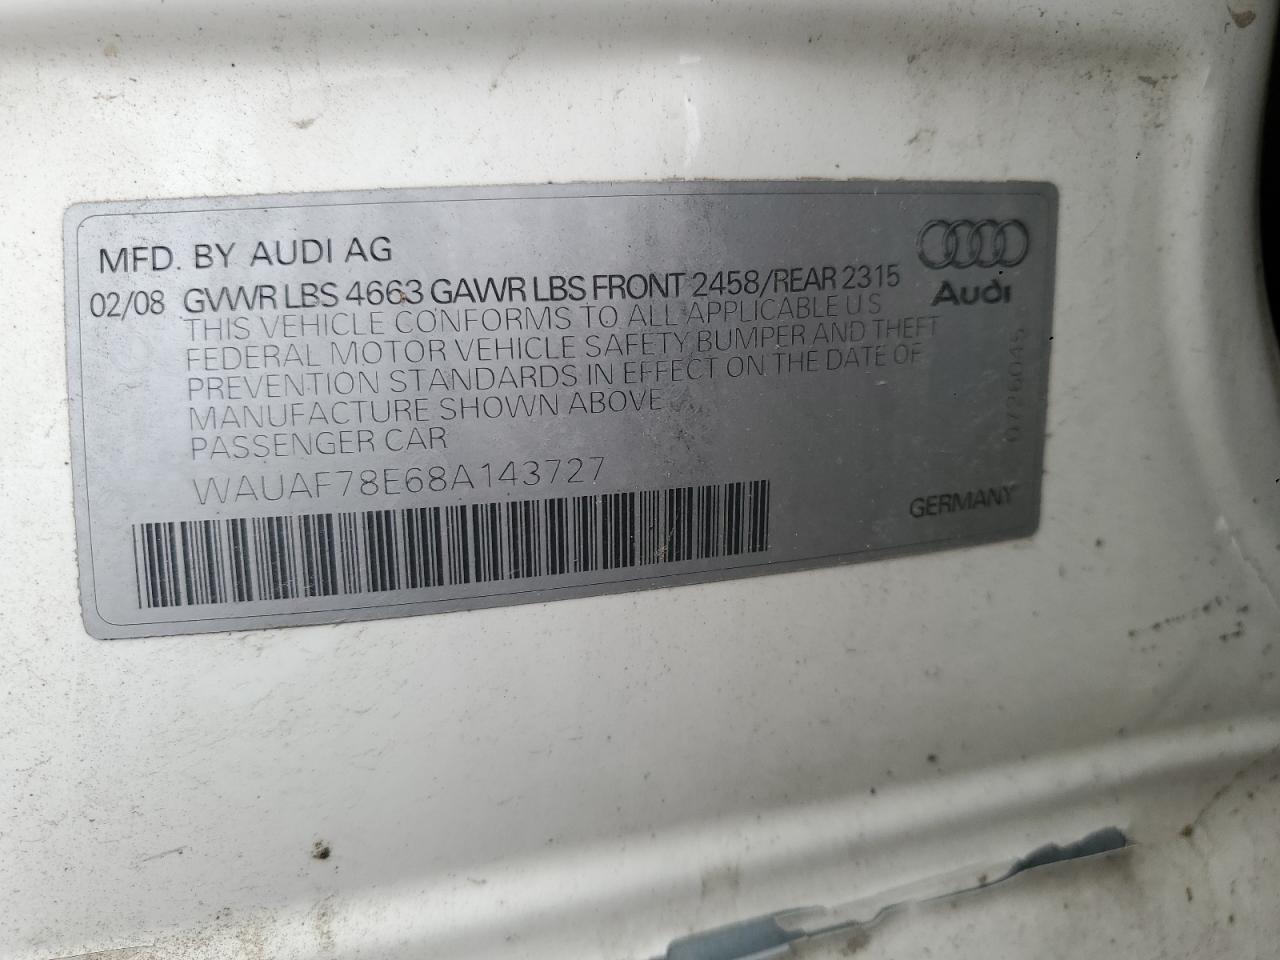 MFD. BY AUDI AG
02/08 GVWR LBS 4663 GAWR LBS FRONT 2458/REAR 2315
THIS VEHICLE CONFORMS TO ALL APPLICABLE U S
FEDERAL MOTOR VEHICLE SAFETY BUMPER AND THEFT
PREVENTION STANDARDS IN EFFECT ON THE DATE OF
MANUFACTURE SHOWN ABOVE
PASSENGER CAR
WAUAF78E68A143727
Audi
0726045
GERMANY